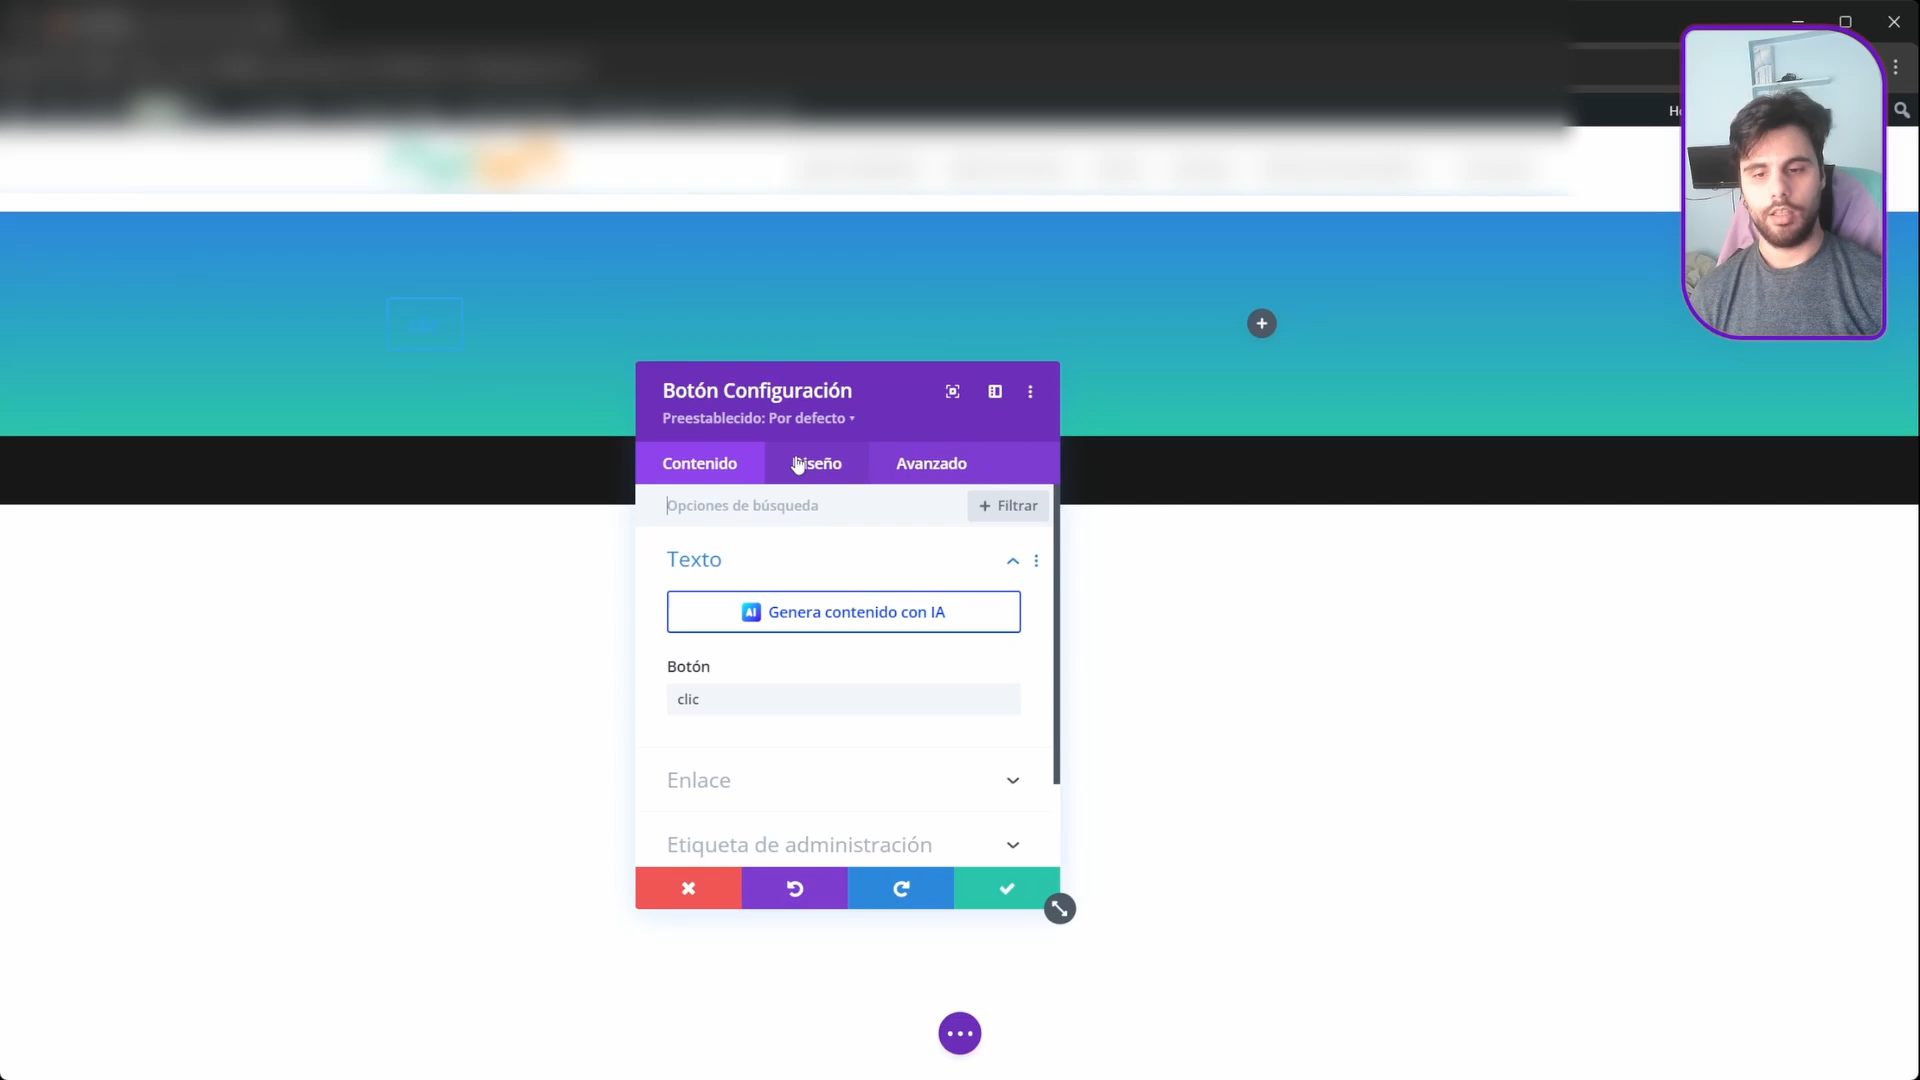 Botón Configuración
Preestablecido: Por defecto
Contenido
Avanzado
Opciones de búsqueda
+ Filtrar
Texto
AI Genera contenido con IA
Botón
clic
Enlace
Etiqueta de administración